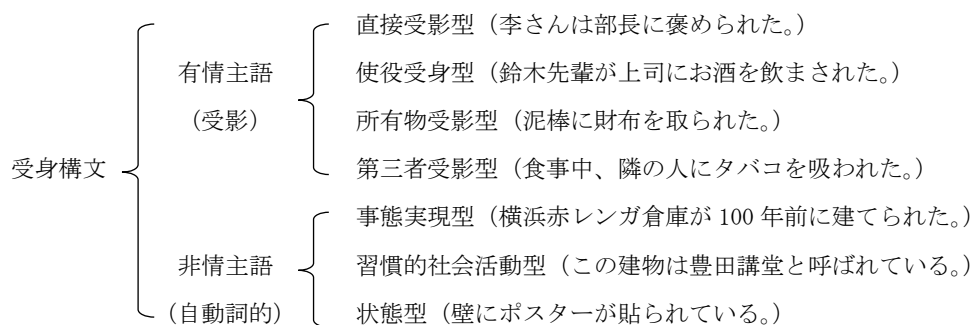 直接受影型（李さんは部長に褒められた。）
有情主語
使役受身型（鈴木先輩が上司にお酒を飲まされた。）
（受影）
所有物受影型（泥棒に財布を取られた。）
受身構文
第三者受影型（食事中、隣の人にタバコを吸われた。）
事態実現型（横浜赤レンガ倉庫が 100 年前に建てられた。）
非情主語
習慣的社会活動型（この建物は豊田講堂と呼ばれている。）
（自動詞的）
状態型（壁にポスターが貼られている。）